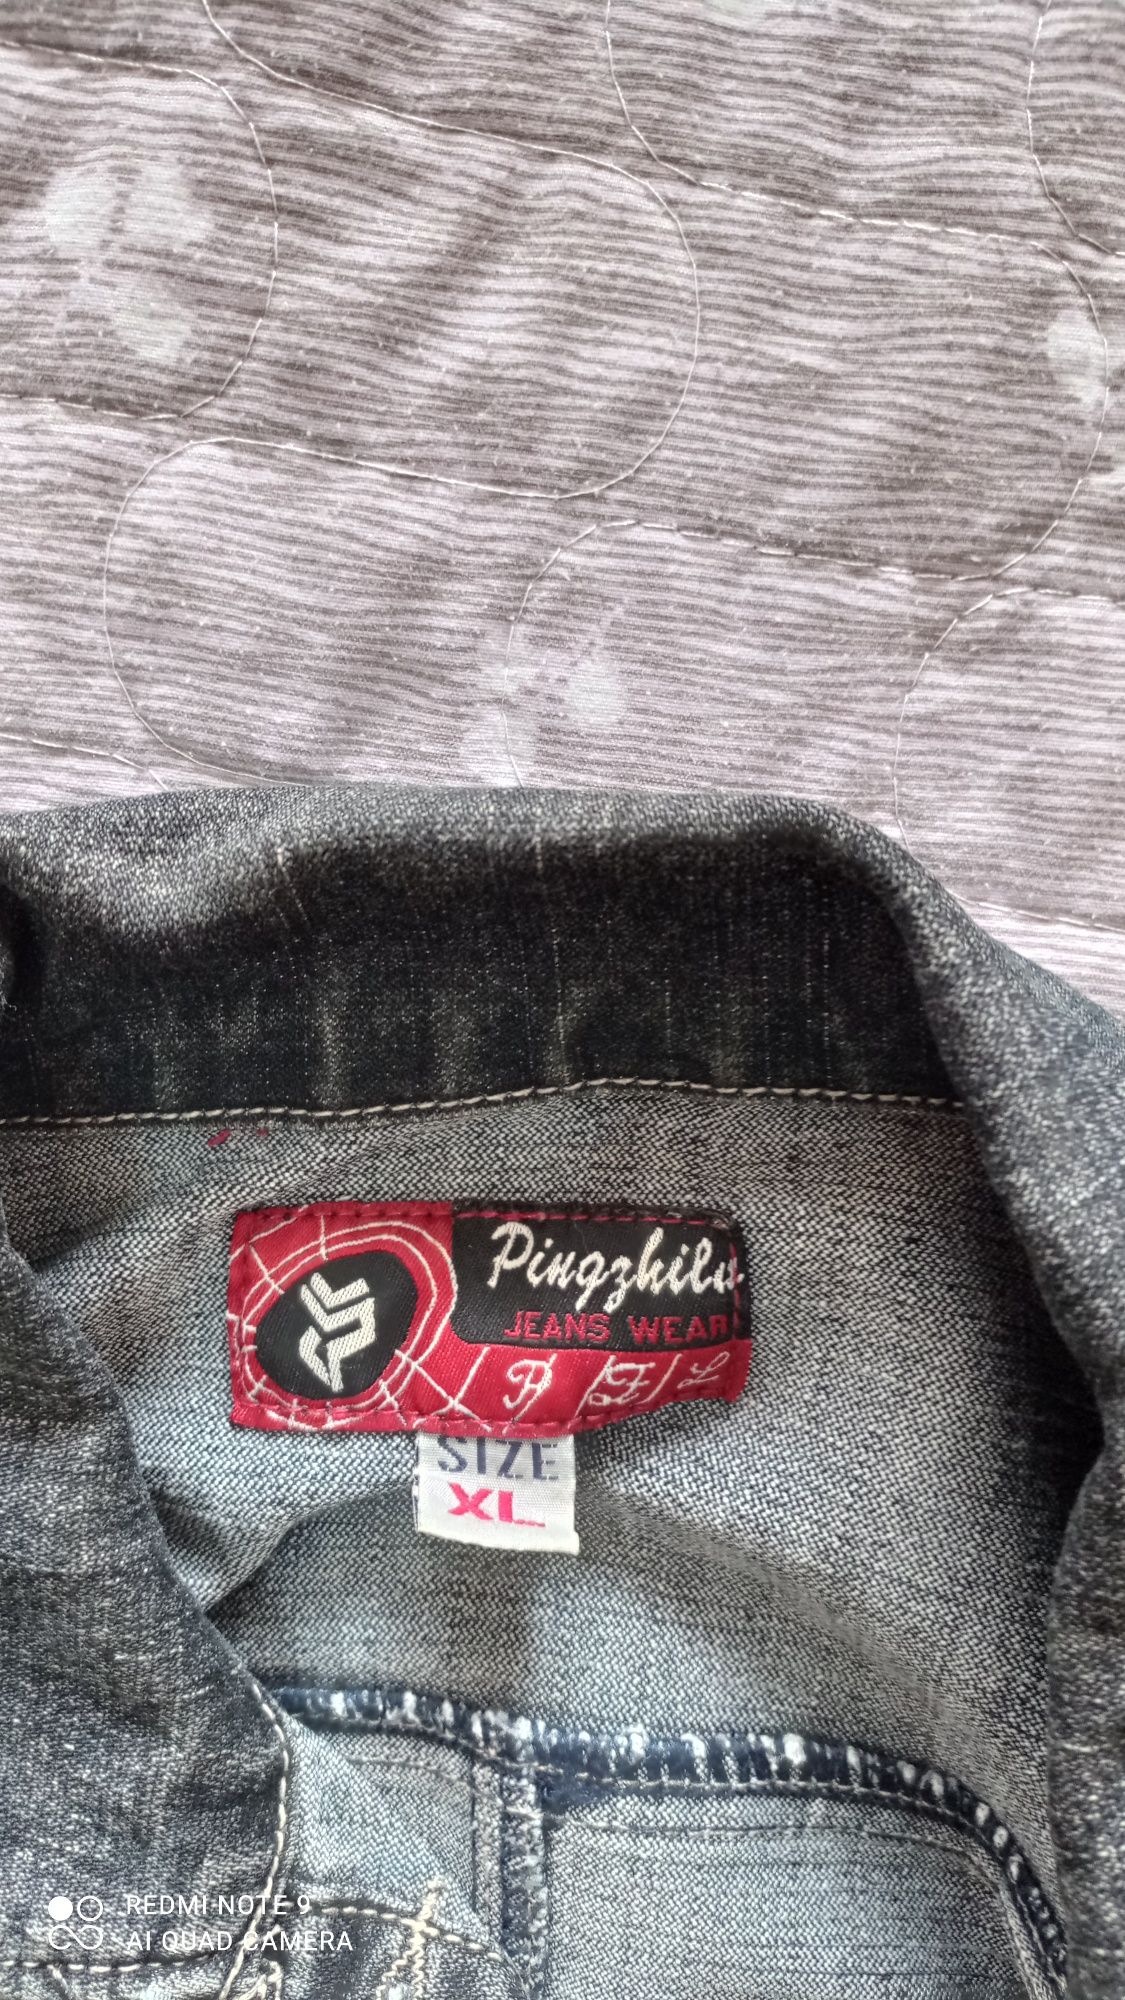 Pingzhilu
JEANS WEAR
P Z L
SIZE
XL
REDMI NOTE 9
AI QUAD CAMERA